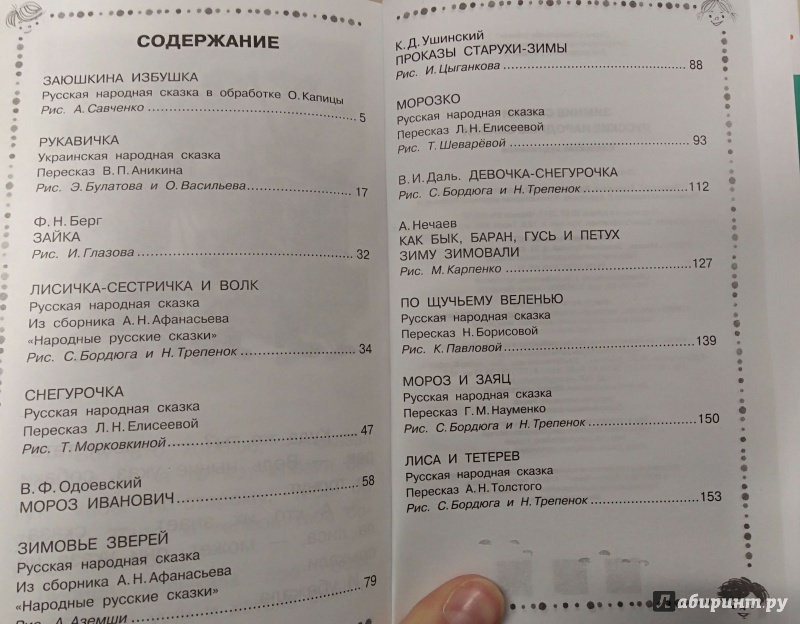 СОДЕРЖАНИЕ
ЗАЮШКИНА ИЗБУШКА
Русская народная сказка в обработке О. Капицы
Рис. А. Савченко 5
РУКАВИЧКА
Украинская народная сказка
Пересказ В. П. Аникина
Рис. Э. Булатова и О. Васильева 17
Ф. Н. Берг
ЗАЙКА
Рис. И. Глазова 32
ЛИСИЧКА-СЕСТРИЧКА И ВОЛК
Русская народная сказка
Из сборника А. Н. Афанасьева
«Народные русские сказки»
Рис. С. Бордюга и Н. Трепенок 34
СНЕГУРОЧКА
Русская народная сказка
Пересказ Л. Н. Елисеевой
Рис. Т. Морковкиной 47
В. Ф. Одоевский
МОРОЗ ИВАНОВИЧ 58
ЗИМОВЬЕ ЗВЕРЕЙ
Русская народная сказка
Из сборника А. Н. Афанасьева
«Народные русские сказки» 79
Рис. А. Аземши
К. Д. Ушинский
ПРОКАЗЫ СТАРУХИ-ЗИМЫ
Рис. И. Цыганкова 88
МОРОЗКО
Русская народная сказка
Пересказ Л. Н. Елисеевой
Рис. Т. Шеварёвой 93
В. И. Даль. ДЕВОЧКА-СНЕГУРОЧКА
Рис. С. Бордюга и Н. Трепенок 112
А. Нечаев
КАК БЫК, БАРАН, ГУСЬ И ПЕТУХ
ЗИМУ ЗИМОВАЛИ
Рис. М. Карпенко 127
ПО ЩУЧЬЕМУ ВЕЛЕНЬЮ
Русская народная сказка
Пересказ Н. Борисовой
Рис. К. Павловой 139
МОРОЗ И ЗАЯЦ
Русская народная сказка
Пересказ Г. М. Науменко
Рис. С. Бордюга и Н. Трепенок 150
ЛИСА И ТЕТЕРЕВ
Русская народная сказка
Пересказ А. Н. Толстого
Рис. С. Бордюга и Н. Трепенок 153
Лабиринт.ру